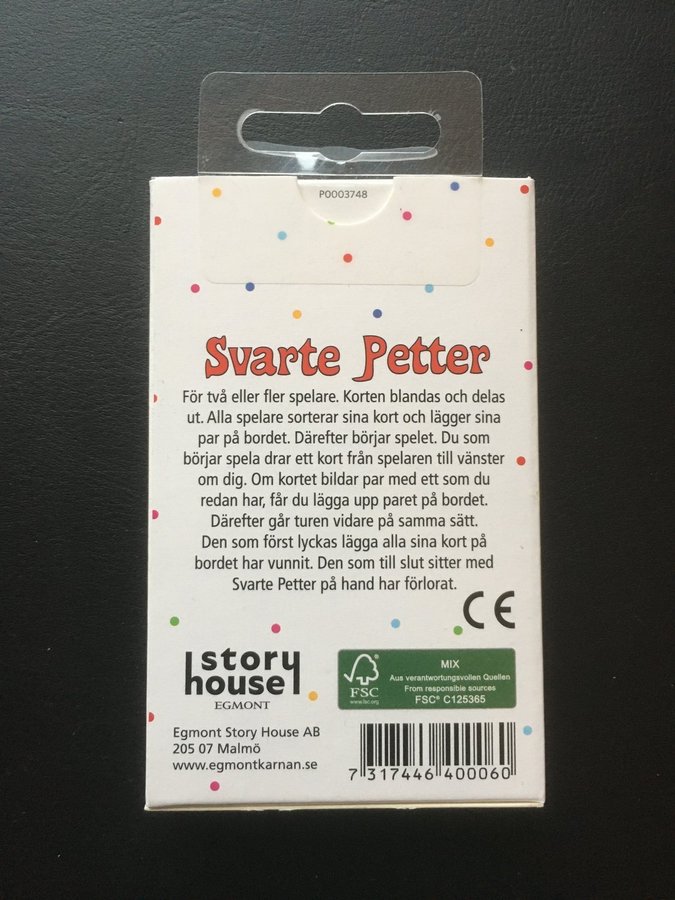 P0003748
Svarte Petter
För två eller fler spelare. Korten blandas och delas
ut. Alla spelare sorterar sina kort och lägger sina
par på bordet. Därefter börjar spelet. Du som
börjar spela drar ett kort från spelaren till vänster
om dig. Om kortet bildar par med ett som du
redan har, får du lägga upp paret på bordet.
Därefter går turen vidare på samma sätt.
Den som först lyckas lägga alla sina kort på
bordet har vunnit. Den som till slut sitter med
Svarte Petter på hand har förlorat.
CE
story
house
EGMONT
Egmont Story House AB
205 07 Malmö
www.egmontkarnan.se
FSC
www.fsc.org
MIX
Aus verantwortungsvollen Quellen
From responsible sources
FSC® C125365
7 317446 400060